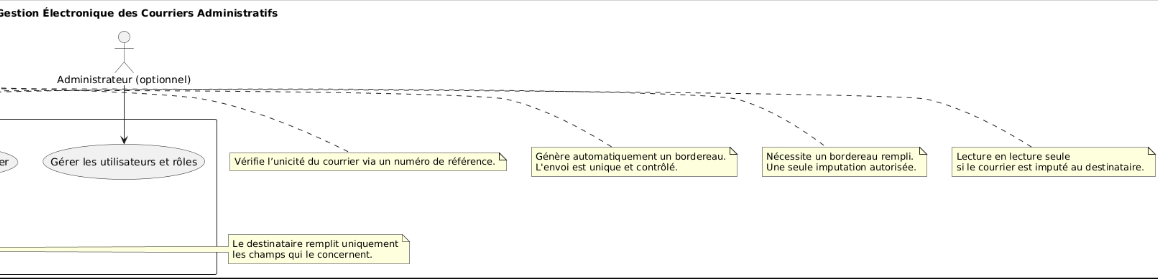 Gestion Électronique des Courriers Administratifs
Administrateur (optionnel)
er
Gérer les utilisateurs et rôles
Vérifie l'unicité du courrier via un numéro de référence.
Génère automatiquement un bordereau.
L'envoi est unique et contrôlé.
Nécessite un bordereau rempli.
Une seule imputation autorisée.
Lecture en lecture seule
si le courrier est imputé au destinataire.
Le destinataire remplit uniquement
les champs qui le concernent.